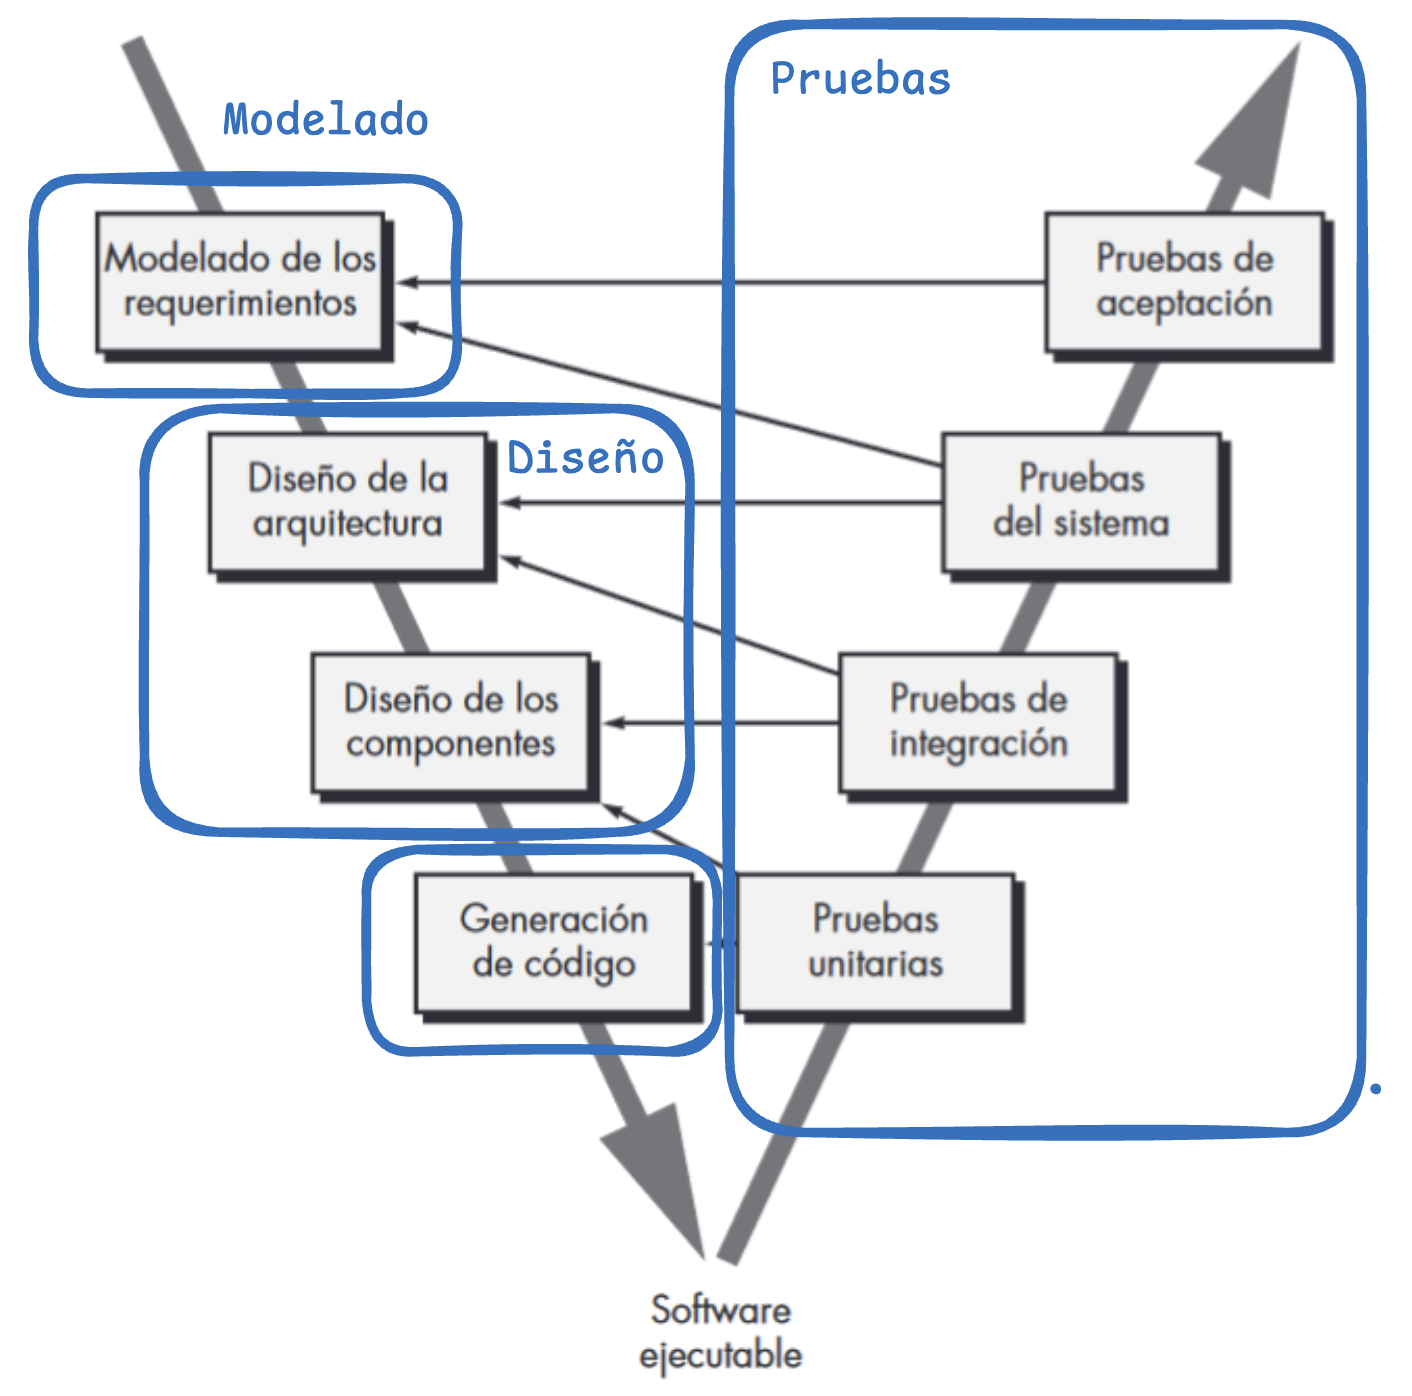 Pruebas
Modelado
Modelado de los
requerimientos
Pruebas de
aceptación
Diseño
Diseño de la
arquitectura
Pruebas
del sistema
Diseño de los
componentes
Pruebas de
integración
Generación
de código
Pruebas
unitarias
Software
ejecutable